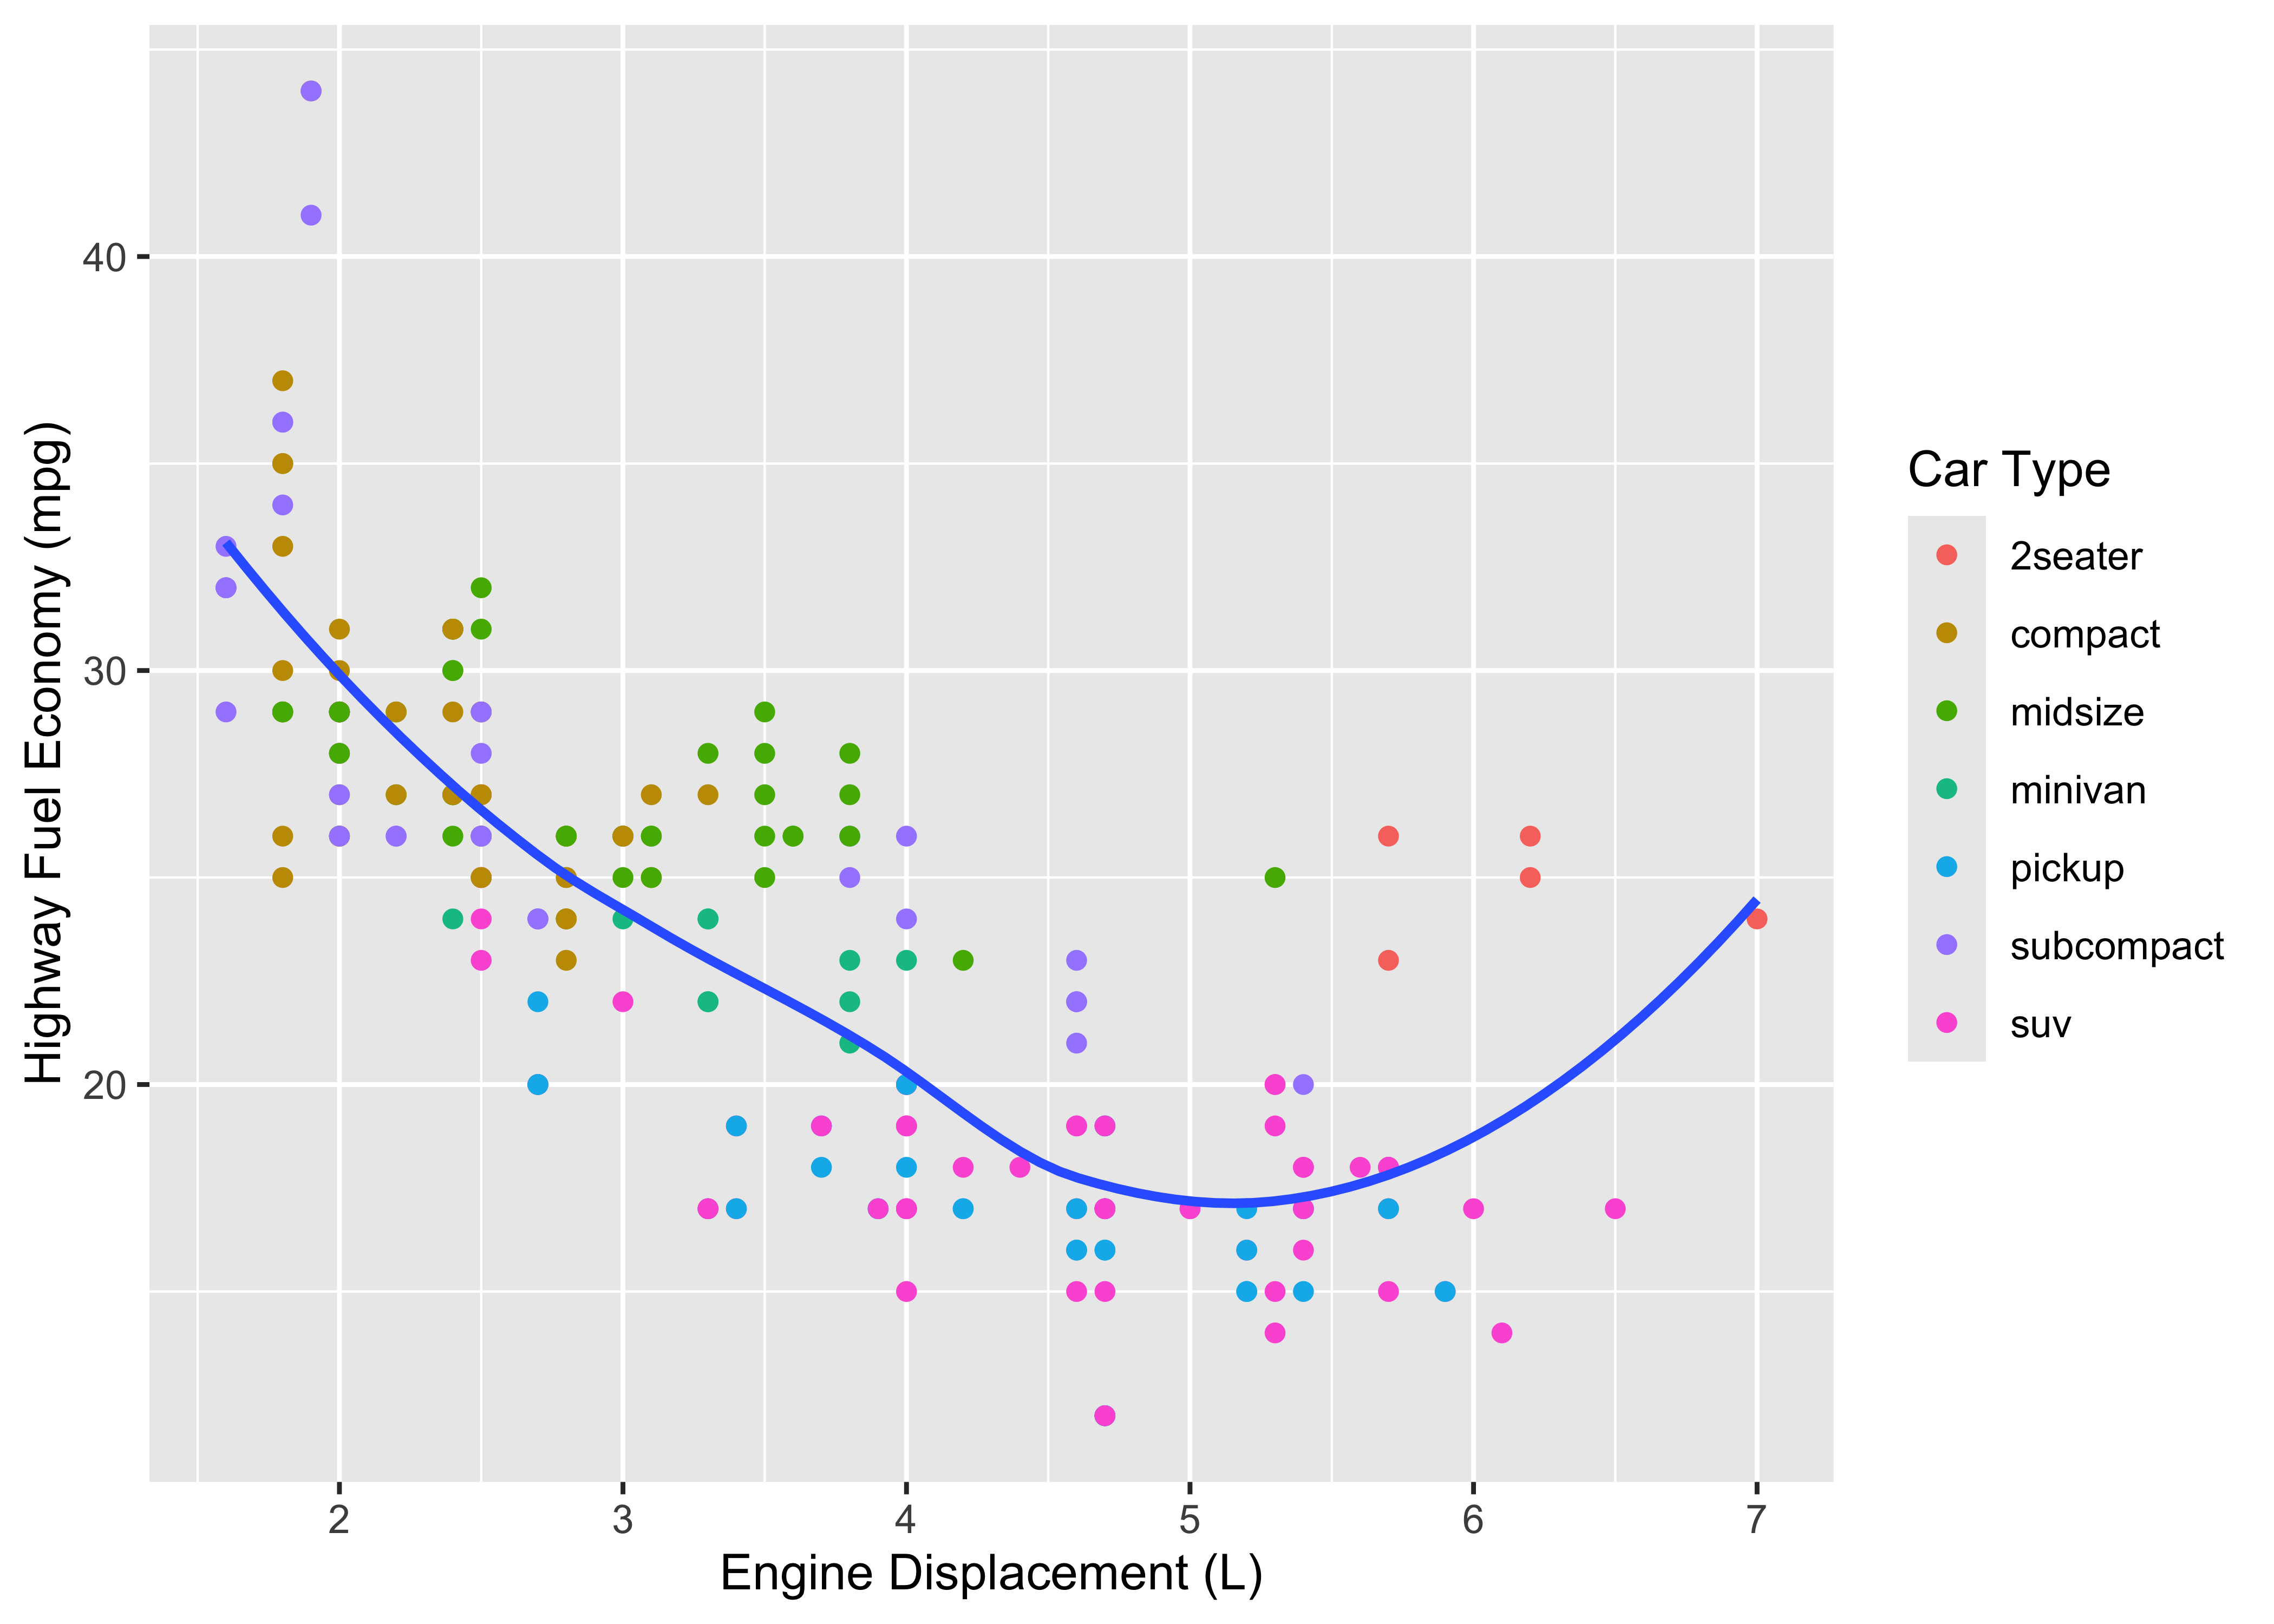 Highway Fuel Economy (mpg)
40
30
20
2 3 4 5 6 7
Engine Displacement (L)
Car Type
2seater
compact
midsize
minivan
pickup
subcompact
suv